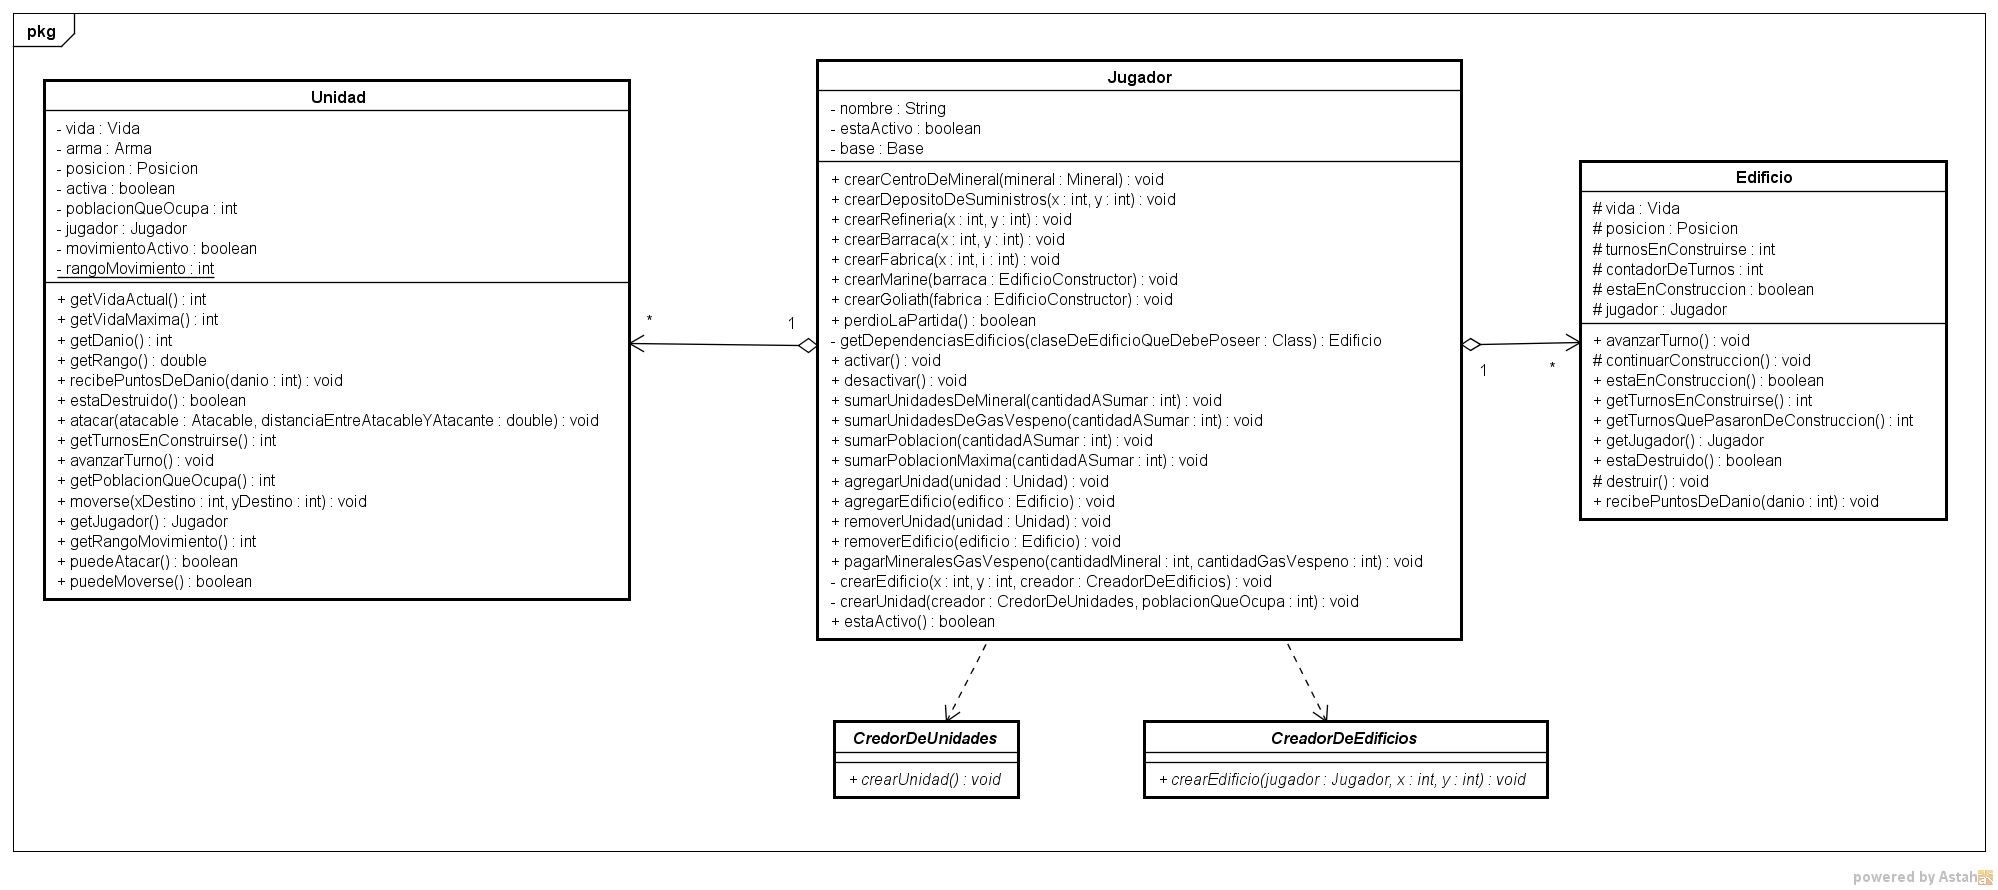 pkg
Unidad
- vida : Vida
- arma : Arma
- posicion : Posicion
- activa : boolean
- poblacionQueOcupa : int
- jugador : Jugador
- movimientoActivo : boolean
- rangoMovimiento : int
+ getVidaActual() : int
+ getVidaMaxima() : int
+ getDanio() : int
+ getRango() : double
+ recibePuntosDeDanio(danio : int) : void
+ estaDestruido() : boolean
+ atacar(atacable : Atacable, distanciaEntreAtacableYAtacante : double) : void
+ getTurnosEnConstruirse() : int
+ avanzarTurno() : void
+ getPoblacionQueOcupa() : int
+ moverse(xDestino : int, yDestino : int) : void
+ getJugador() : Jugador
+ getRangoMovimiento() : int
+ puedeAtacar() : boolean
+ puedeMoverse() : boolean
*
1
Jugador
- nombre : String
- estaActivo : boolean
- base : Base
+ crearCentroDeMineral(mineral : Mineral) : void
+ crearDepositoDeSuministros(x : int, y : int) : void
+ crearRefineria(x : int, y : int) : void
+ crearBarraca(x : int, y : int) : void
+ crearFabrica(x : int, i : int) : void
+ crearMarine(barraca : EdificioConstructor) : void
+ crearGoliath(fabrica : EdificioConstructor) : void
+ perdioLaPartida() : boolean
- getDependenciasEdificios(claseDeEdificioQueDebePoseer : Class) : Edificio
+ activar() : void
+ desactivar() : void
+ sumarUnidadesDeMineral(cantidadASumar : int) : void
+ sumarUnidadesDeGasVespeno(cantidadASumar : int) : void
+ sumarPoblacion(cantidadASumar : int) : void
+ sumarPoblacionMaxima(cantidadASumar : int) : void
+ agregarUnidad(unidad : Unidad) : void
+ agregarEdificio(edifico : Edificio) : void
+ removerUnidad(unidad : Unidad) : void
+ removerEdificio(edificio : Edificio) : void
+ pagarMineralesGasVespeno(cantidadMineral : int, cantidadGasVespeno : int) : void
- crearEdificio(x : int, y : int, creador : CreadorDeEdificios) : void
- crearUnidad(creador : CredorDeUnidades, poblacionQueOcupa : int) : void
+ estaActivo() : boolean
1
*
Edificio
# vida : Vida
# posicion : Posicion
# turnosEnConstruirse : int
# contadorDeTurnos : int
# estaEnConstruccion : boolean
# jugador : Jugador
+ avanzarTurno() : void
# continuarConstruccion() : void
+ estaEnConstruccion() : boolean
+ getTurnosEnConstruirse() : int
+ getTurnosQuePasaronDeConstruccion() : int
+ getJugador() : Jugador
+ estaDestruido() : boolean
# destruir() : void
+ recibePuntosDeDanio(danio : int) : void
CredorDeUnidades
+ crearUnidad() : void
CreadorDeEdificios
+ crearEdificio(jugador : Jugador, x : int, y : int) : void
powered by Astah